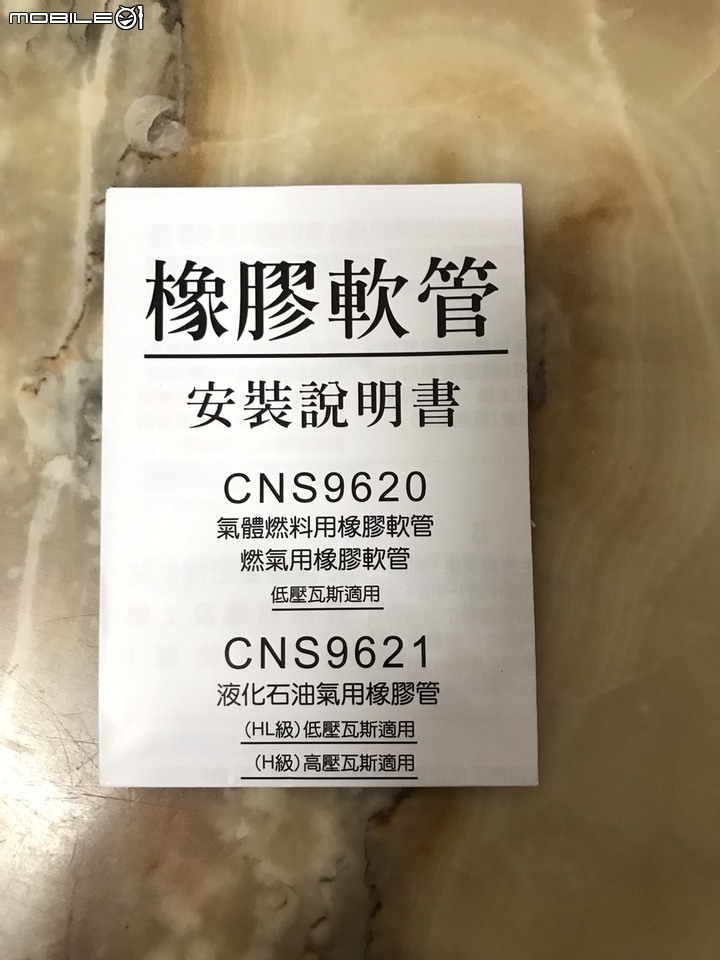 MOBILE01
橡膠軟管
安裝說明書
CNS9620
氣體燃料用橡膠軟管
燃氣用橡膠軟管
低壓瓦斯適用
CNS9621
液化石油氣用橡膠管
(HL級)低壓瓦斯適用
(H級)高壓瓦斯適用